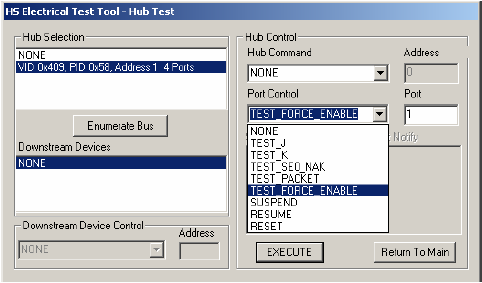 HS Electrical Test Tool - Hub Test
Hub Selection
NONE
VID 0x409, PID 0x58, Address 1 4 Ports
Enumerate Bus
Downstream Devices
NONE
Downstream Device Control
Address
NONE
Hub Control
Hub Command
Address
NONE
0
Port Control
Port
TEST_FORCE_ENABLE
1
Notify
NONE
TEST_J
TEST_K
TEST_SE0_NAK
TEST_PACKET
TEST_FORCE_ENABLE
SUSPEND
RESUME
RESET
EXECUTE
Return To Main